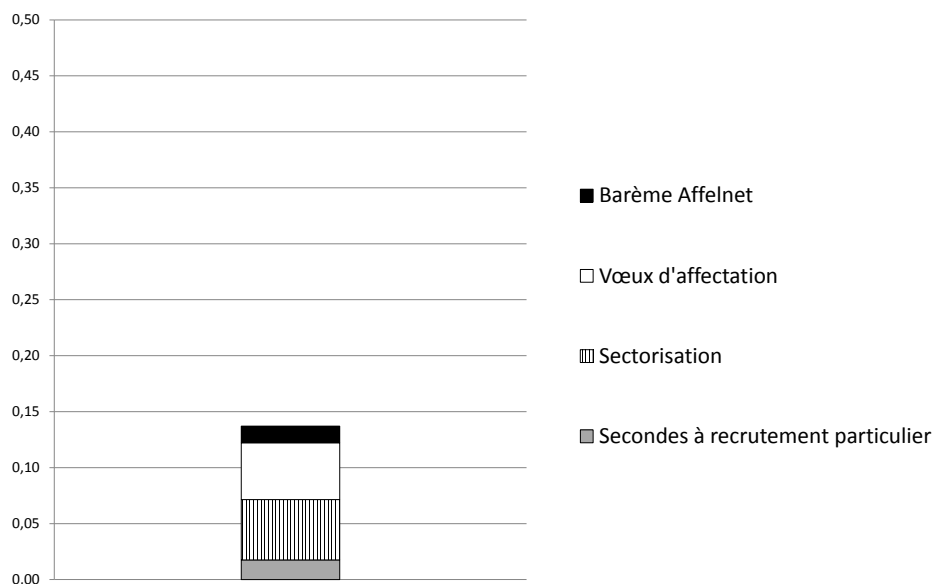 0,50
0,45
0,40
0,35
0,30
0,25
0,20
0,15
0,10
0,05
0,00
Barème Affelnet
Vœux d'affectation
Sectorisation
Secondes à recrutement particulier